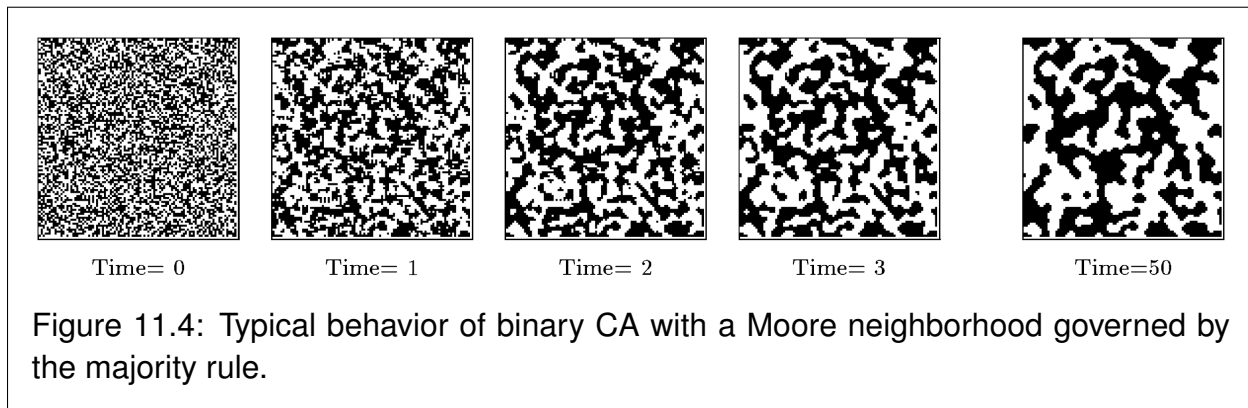 Time= 0
Time= 1
Time= 2
Time= 3
Time=50
Figure 11.4: Typical behavior of binary CA with a Moore neighborhood governed by
the majority rule.